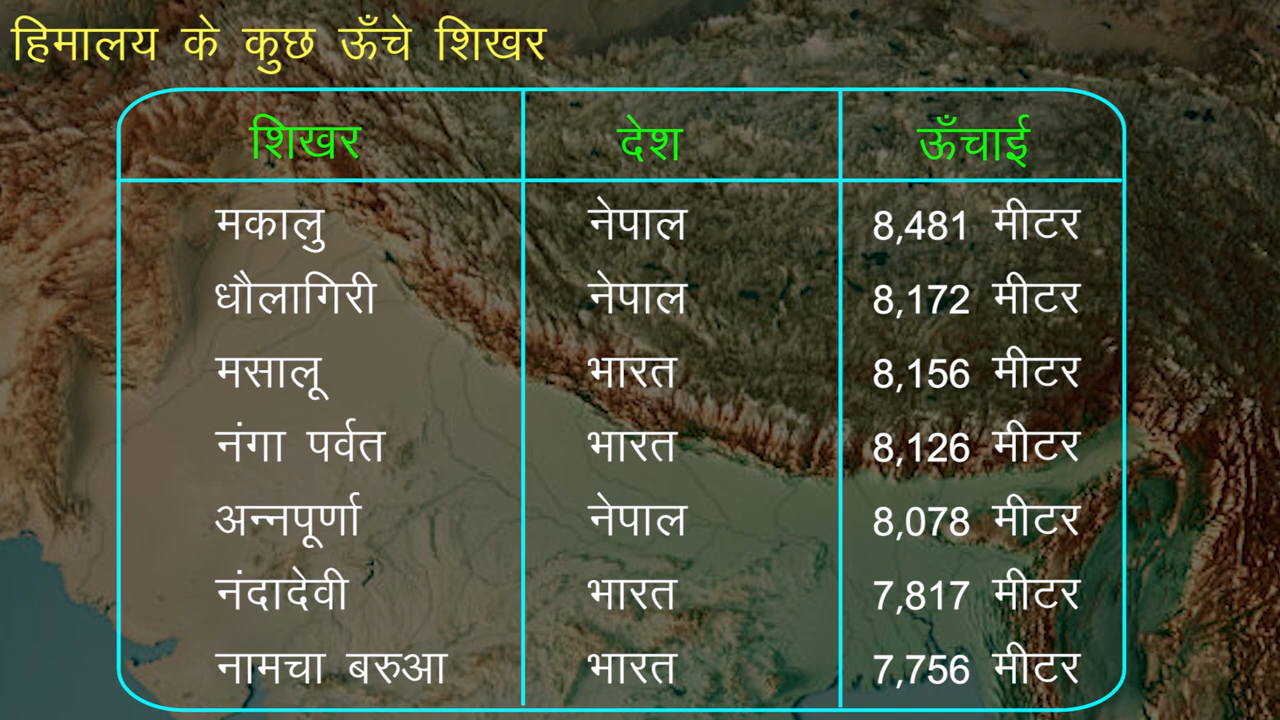 हिमालय के कुछ ऊँचे शिखर
शिखर देश ऊँचाई
मकालु नेपाल 8,481 मीटर
धौलागिरी नेपाल 8,172 मीटर
मसालू भारत 8,156 मीटर
नंगा पर्वत भारत 8,126 मीटर
अन्नपूर्णा नेपाल 8,078 मीटर
नंदादेवी भारत 7,817 मीटर
नामचा बरुआ भारत 7,756 मीटर